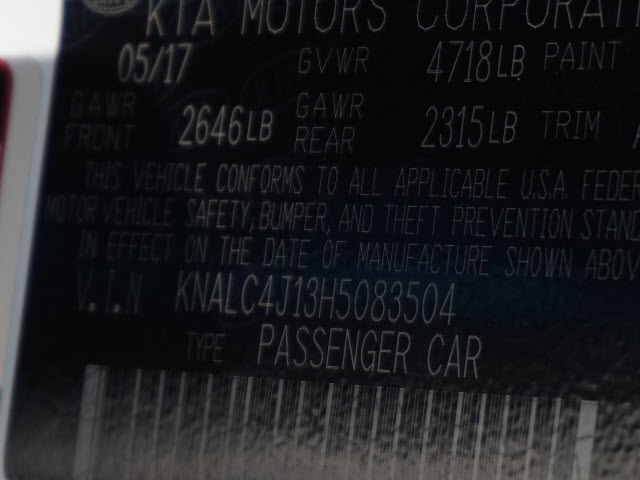 KIA MOTORS CORPORATI
05/17 GVWR 4718LB PAINT
GAWR FRONT 2646LB GAWR REAR 2315LB TRIM
THIS VEHICLE CONFORMS TO ALL APPLICABLE U.S.A. FEDER
MOTOR VEHICLE SAFETY, BUMPER, AND THEFT PREVENTION STAND
IN EFFECT ON THE DATE OF MANUFACTURE SHOWN ABOV
V.I.N KNALC4J13H5083504
TYPE PASSENGER CAR